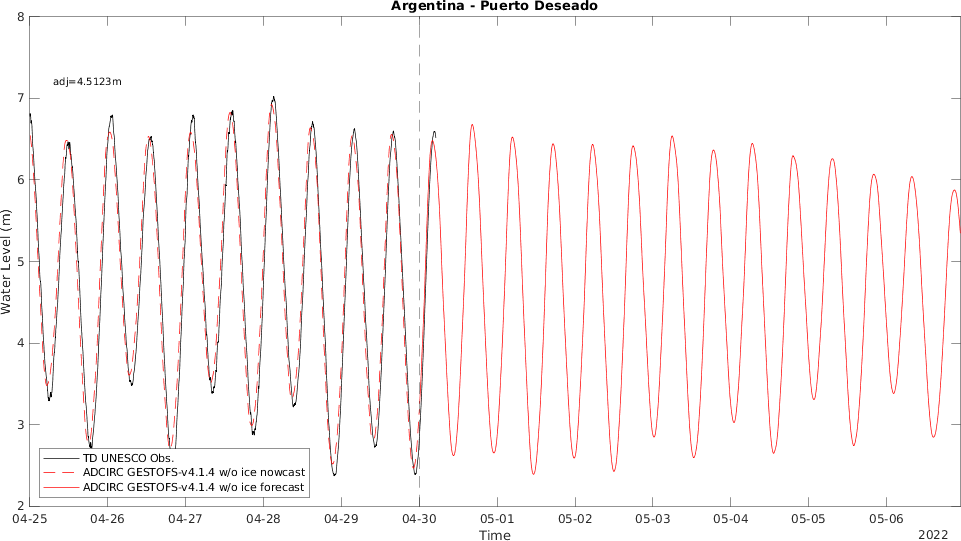 Argentina - Puerto Deseado
8
adj=4.5123m
7
6
5
Water Level (m)
4
3
TD UNESCO Obs.
ADCIRC GESTOFS-v4.1.4 w/o ice nowcast
ADCIRC GESTOFS-v4.1.4 w/o ice forecast
2
04-25 04-26 04-27 04-28 04-29 04-30 05-01 05-02 05-03 05-04 05-05 05-06
Time
2022